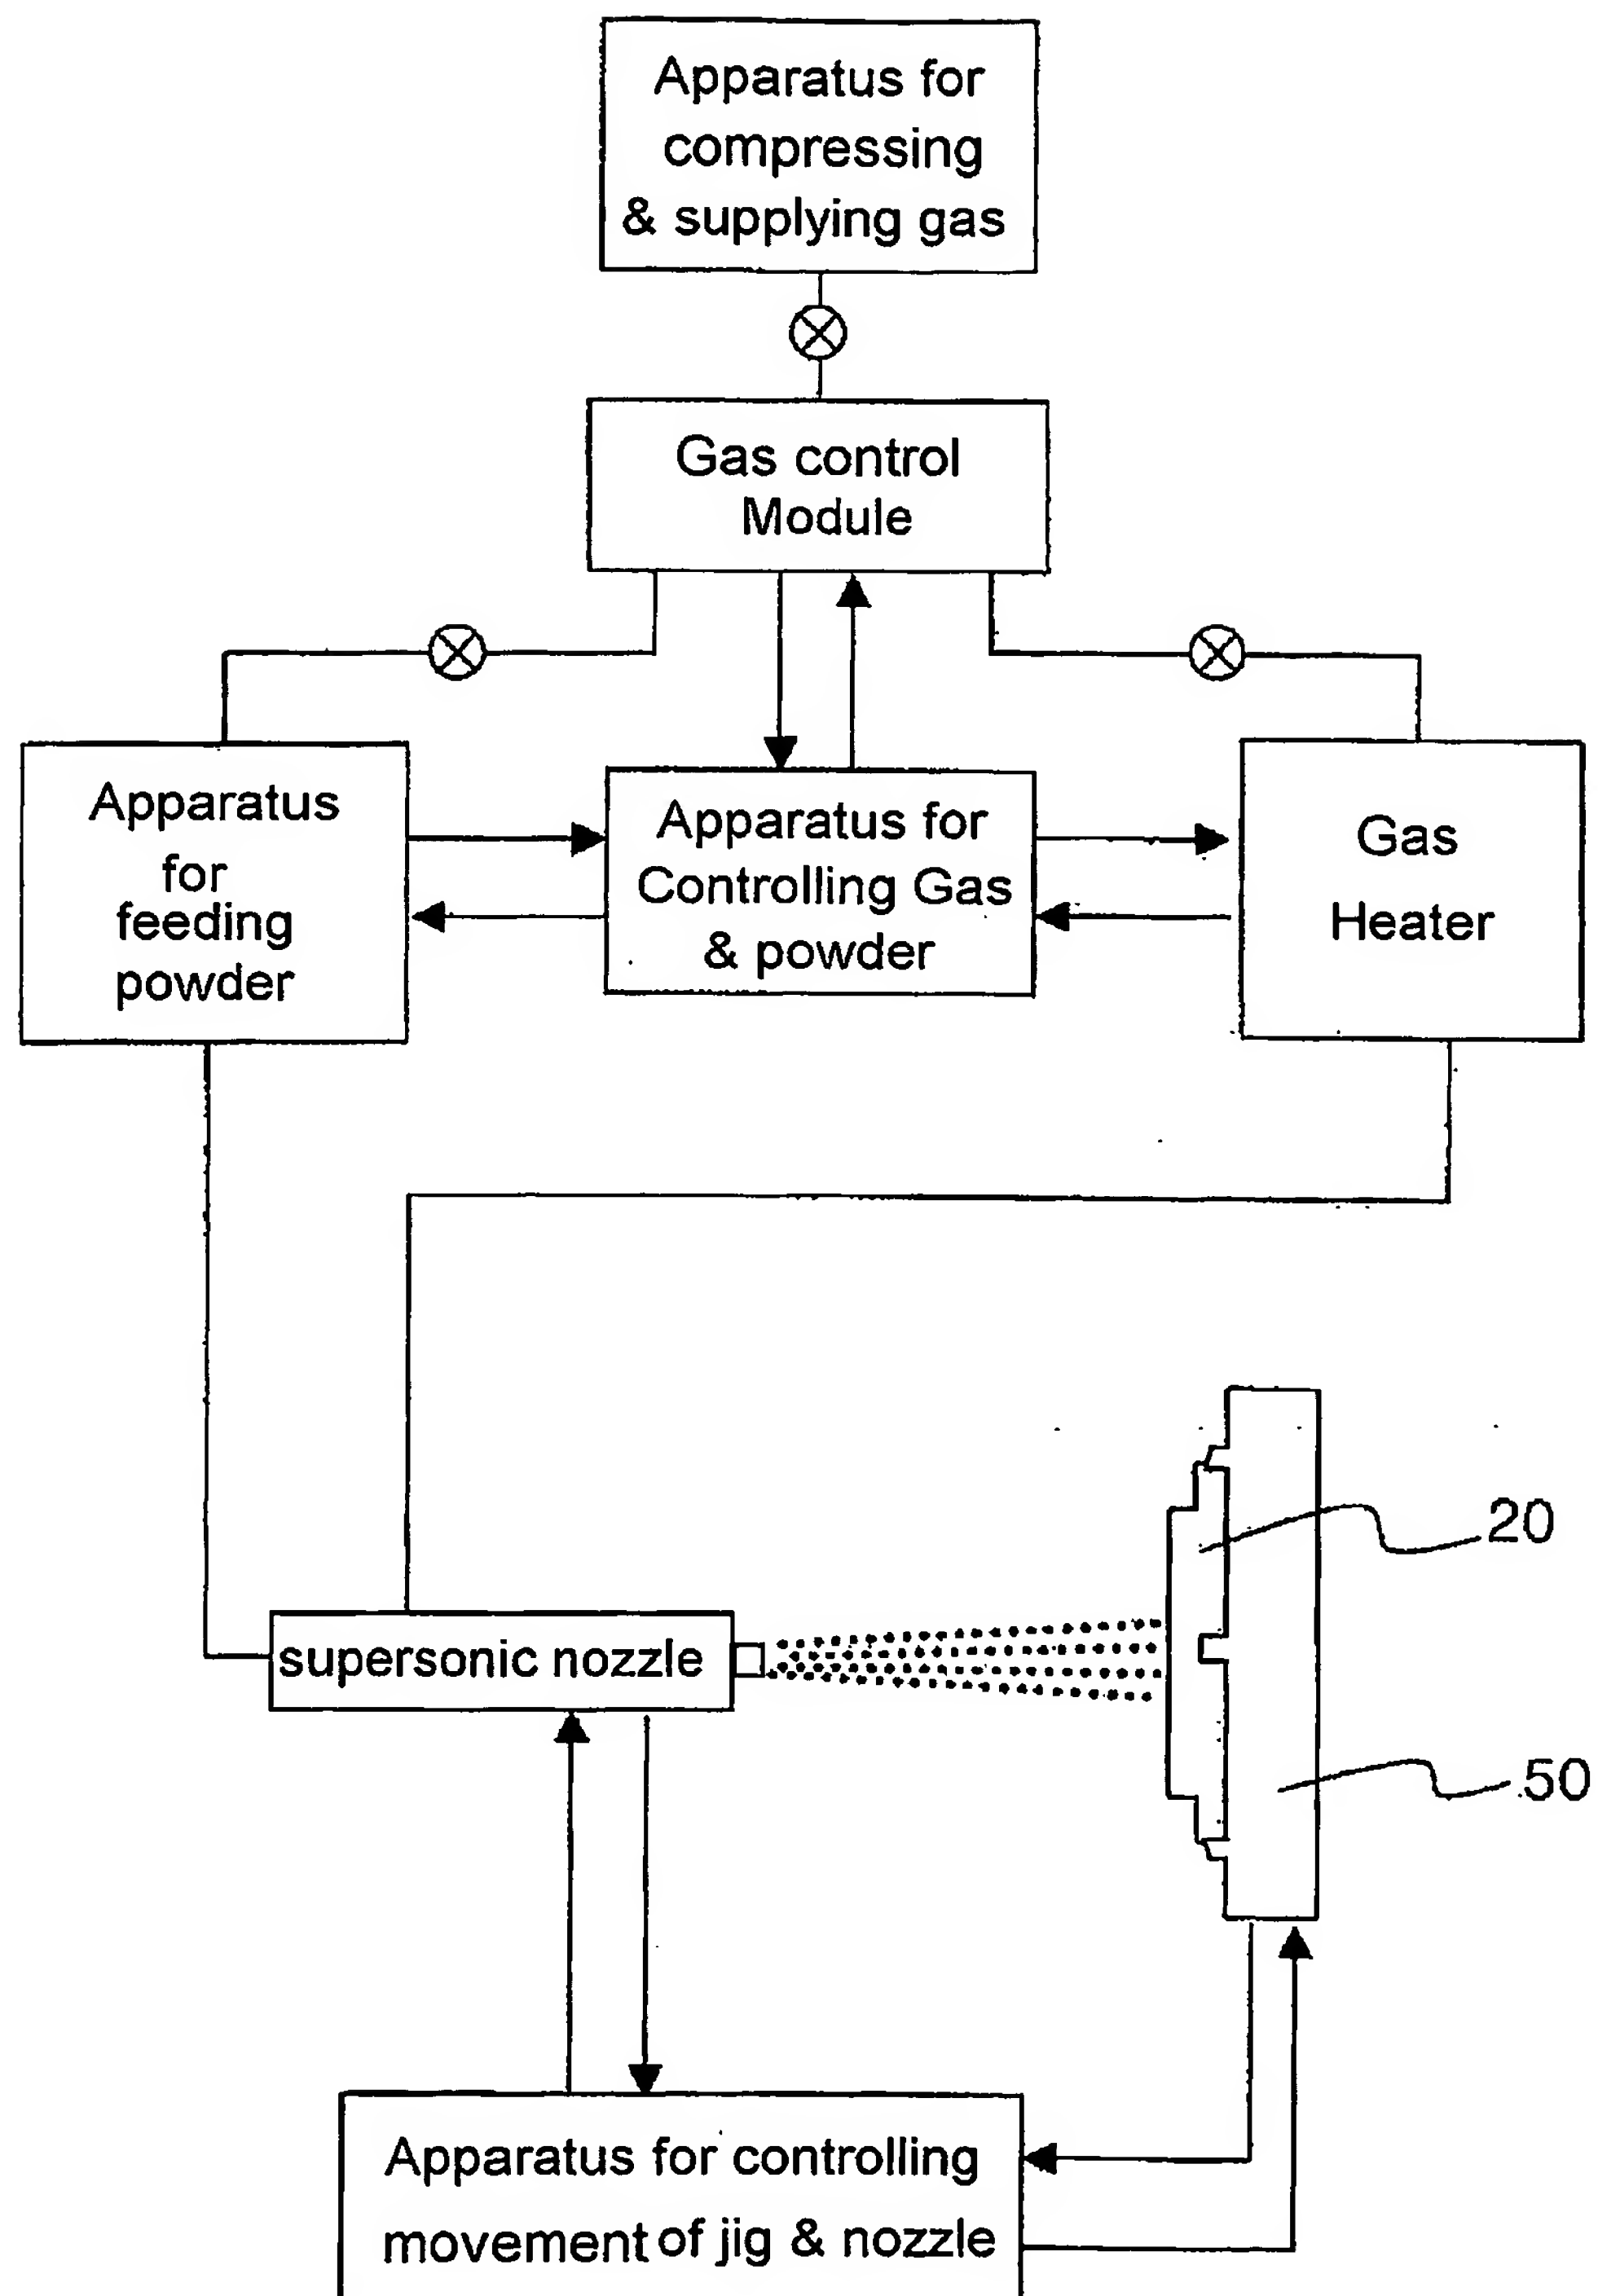 Apparatus for
compressing
& supplying gas
Gas control
Module
Apparatus
for
feeding
powder
Apparatus for
Controlling Gas
& powder
Gas
Heater
20
supersonic nozzle
50
Apparatus for controlling
movement of jig & nozzle